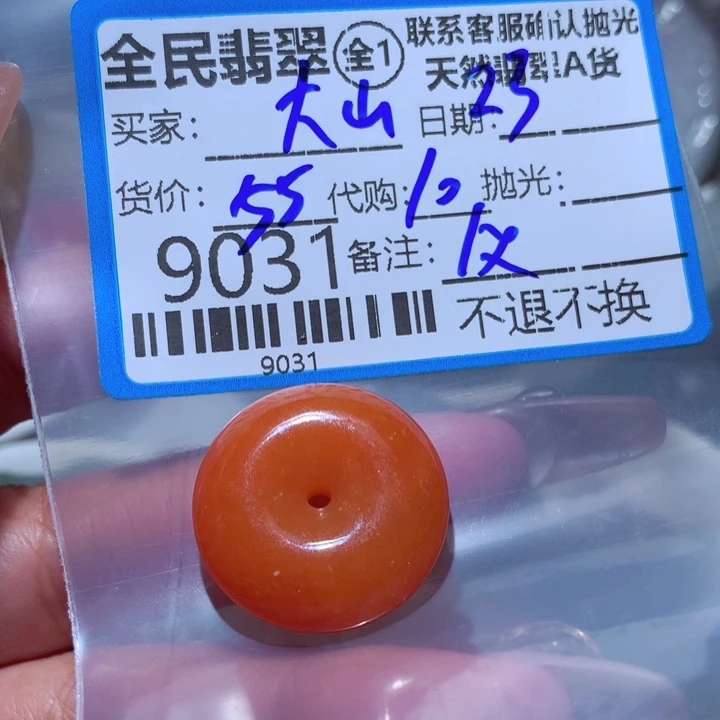 全民翡翠 全1 联系客服确认抛光
天然翡翠A货
买家: 大山 日期: 23
货价: 55 代购: 10 抛光:
9031 备注:
不退不换
9031